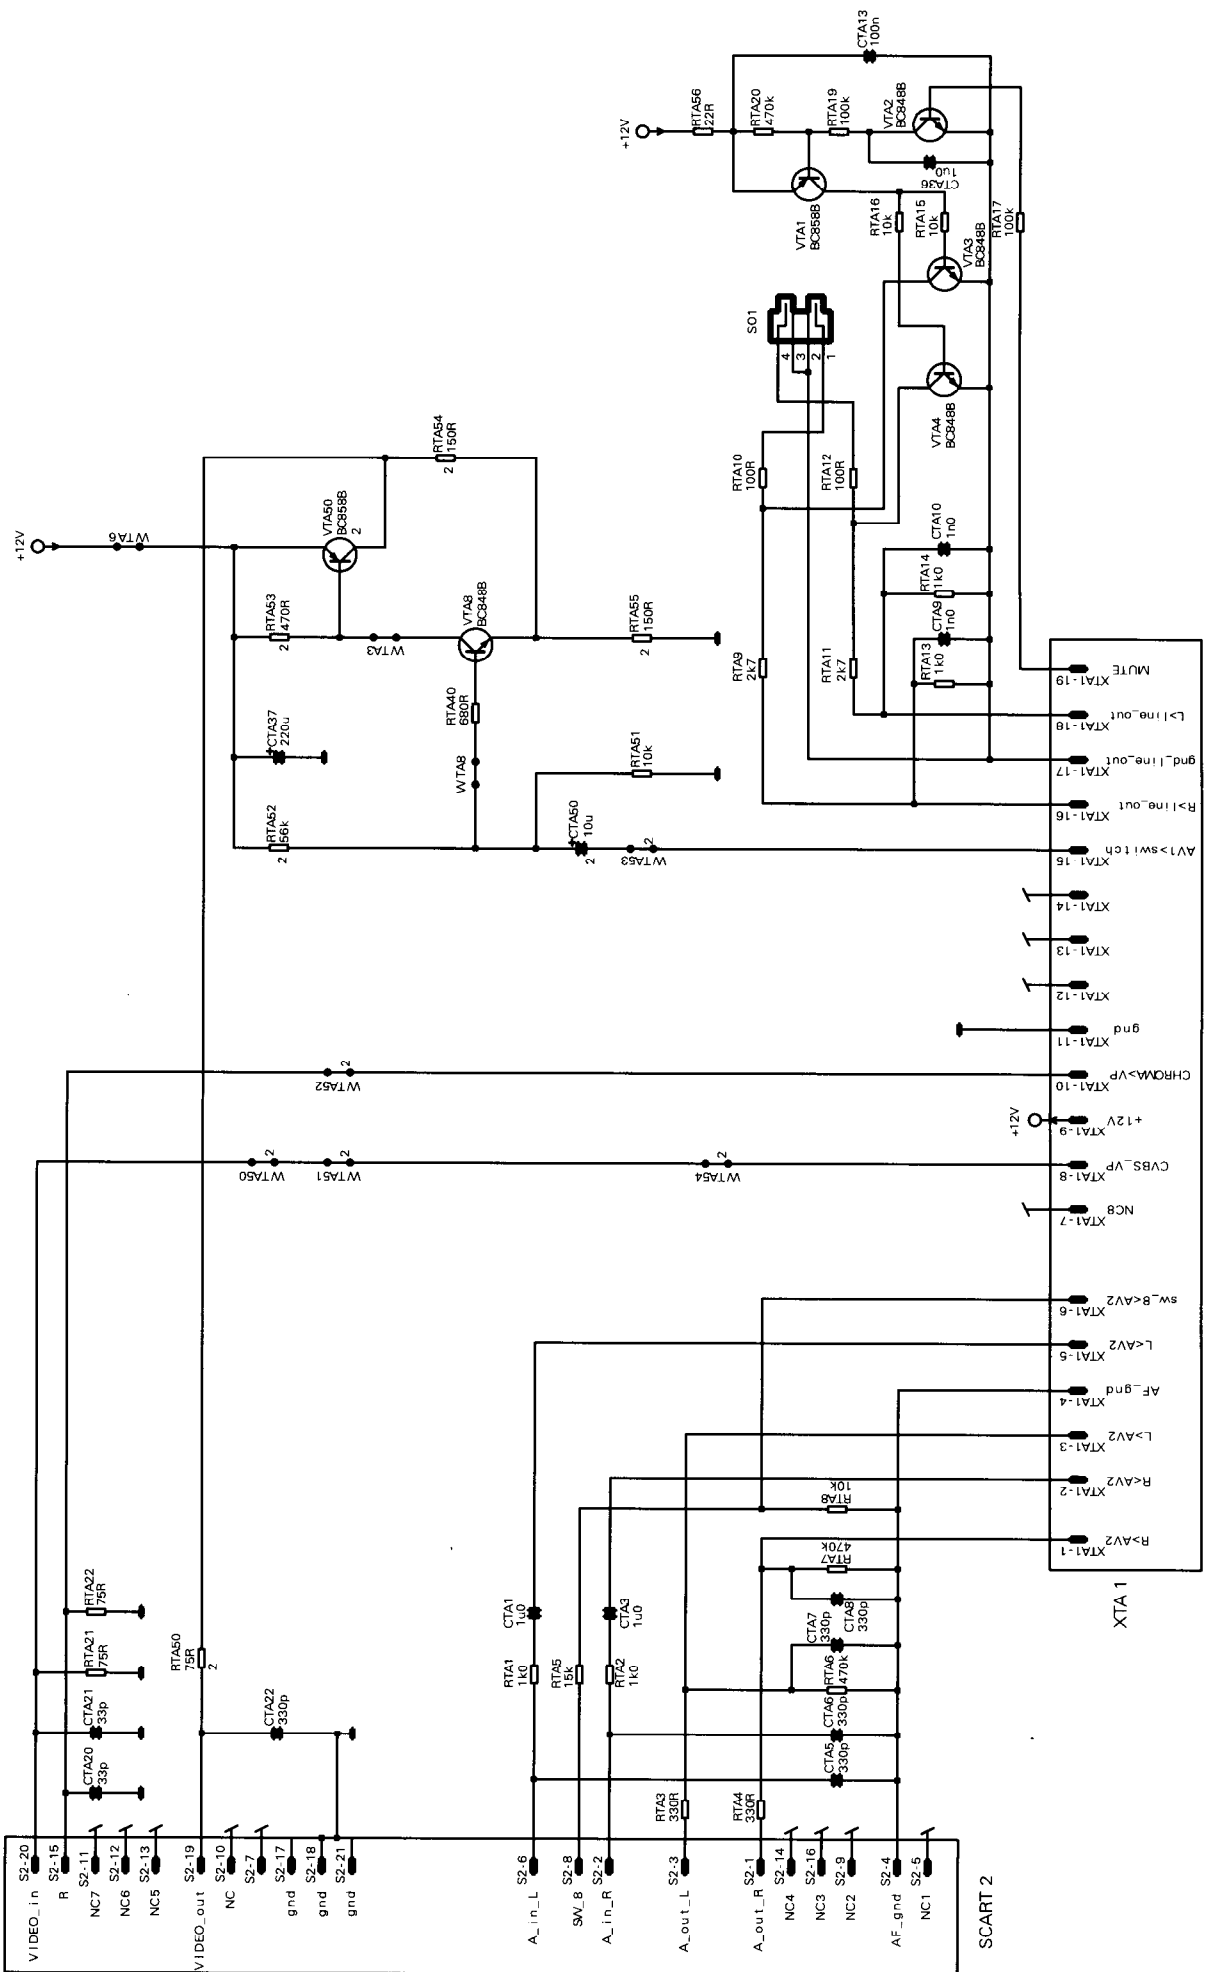 CTA13
100n
+12V
RTA56
22R
RTA20
470k
RTA19
100k
VTA2
BC848B
CTA36
1u0
VTA1
BC858B
RTA16
10k
RTA15
10k
RTA17
100k
VTA3
BC848B
VTA4
BC848B
SO1
4
3
2
1
RTA10
100R
RTA12
100R
CTA10
1n0
RTA14
1k0
CTA9
1n0
RTA13
1k0
RTA9
2k7
RTA11
2k7
+12V
WTA6
VTA50
BC858B
2
RTA54
150R
2
RTA53
470R
2
WTA3
VTA8
BC848B
RTA55
150R
2
RTA40
680R
WTA8
+
CTA37
220u
RTA51
10k
RTA52
56k
2
+
CTA50
10u
2
WTA53
2
WTA52
2
WTA50
2
WTA51
2
WTA54
2
+12V
XTA1-19
MUTE
XTA1-18
L>line_out
XTA1-17
gnd_line_out
XTA1-16
R>line_out
XTA1-15
AV1>switch
XTA1-14
XTA1-13
XTA1-12
XTA1-11
gnd
XTA1-10
CHROMA>VP
XTA1-9
+12V
XTA1-8
CVBS_VP
XTA1-7
NC8
XTA1-6
sw_8<AV2
XTA1-5
L<AV2
XTA1-4
AF_gnd
XTA1-3
L>AV2
XTA1-2
R<AV2
XTA1-1
R>AV2
XTA 1
RTA22
75R
RTA21
75R
CTA21
33p
CTA20
33p
RTA50
75R
2
CTA22
330p
CTA1
1u0
RTA1
1k0
RTA5
15k
CTA3
1u0
RTA2
1k0
RTA8
10k
RTA7
470k
CTA8
330p
CTA7
330p
RTA6
470k
CTA6
330p
CTA5
330p
RTA3
330R
RTA4
330R
S2-20
VIDEO_in
S2-15
R
S2-11
NC7
S2-12
NC6
S2-13
NC5
S2-19
VIDEO_out
S2-10
NC
S2-7
S2-17
gnd
S2-18
gnd
S2-21
gnd
S2-6
A_in_L
S2-8
SW_8
S2-2
A_in_R
S2-3
A_out_L
S2-1
A_out_R
S2-14
NC4
S2-16
NC3
S2-9
NC2
S2-4
AF_gnd
S2-5
NC1
SCART 2